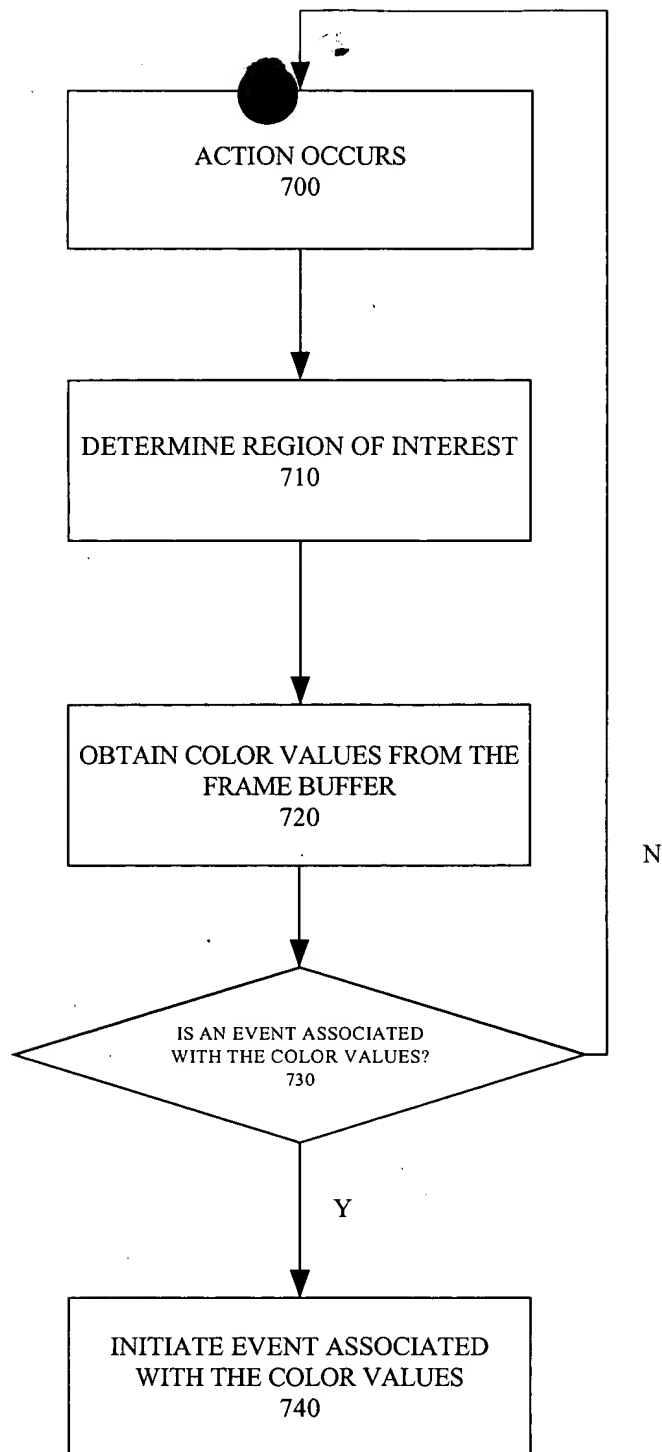 ACTION OCCURS
700
DETERMINE REGION OF INTEREST
710
OBTAIN COLOR VALUES FROM THE
FRAME BUFFER
720
N
IS AN EVENT ASSOCIATED
WITH THE COLOR VALUES?
730
Y
INITIATE EVENT ASSOCIATED
WITH THE COLOR VALUES
740